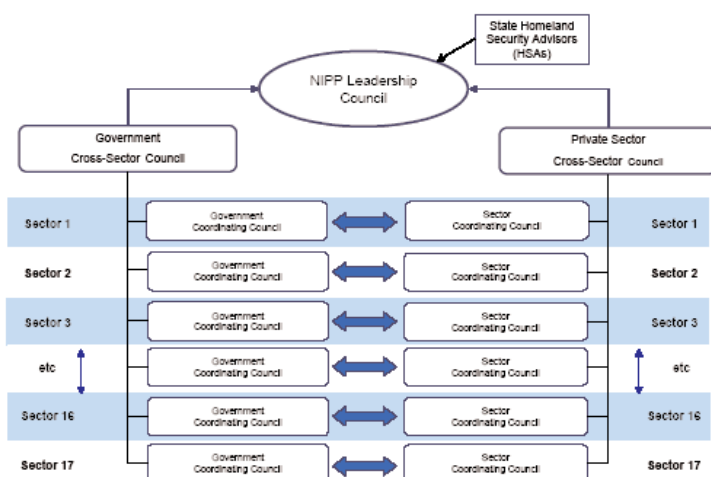 State Homeland
Security Advisors
(HSAs)
NIPP Leadership
Council
Government
Cross-Sector Council
Private Sector
Cross-Sector Council
Sector 1
Government
Coordinating Council
Sector
Coordinating Council
Sector 1
Sector 2
Government
Coordinating Council
Sector
Coordinating Council
Sector 2
Sector 3
Government
Coordinating Council
Sector
Coordinating Council
Sector 3
etc
Government
Coordinating Council
Sector
Coordinating Council
etc
Sector 16
Government
Coordinating Council
Sector
Coordinating Council
Sector 16
Sector 17
Government
Coordinating Council
Sector
Coordinating Council
Sector 17